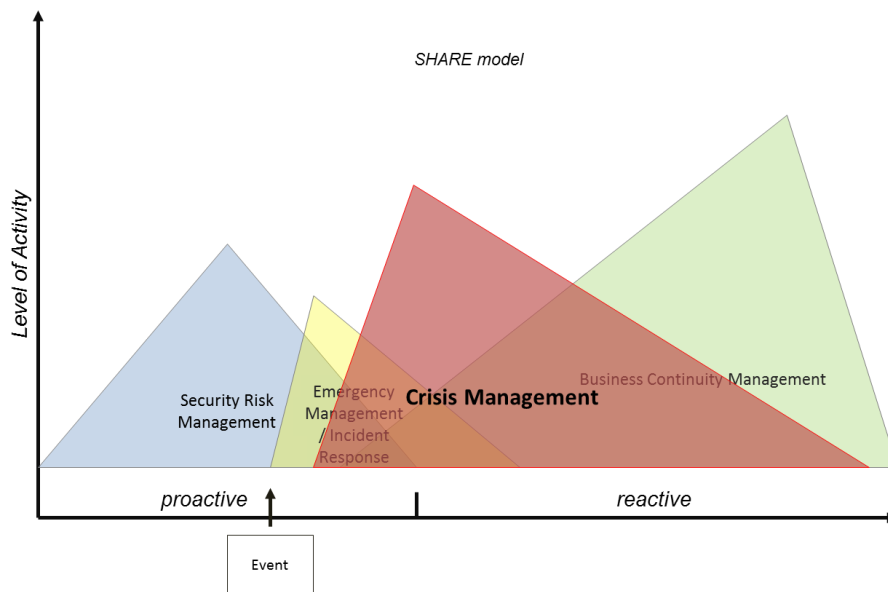 SHARE model
Level of Activity
Security Risk
Management
Emergency
Management
/ Incident
Response
Crisis Management
Business Continuity Management
proactive
reactive
Event